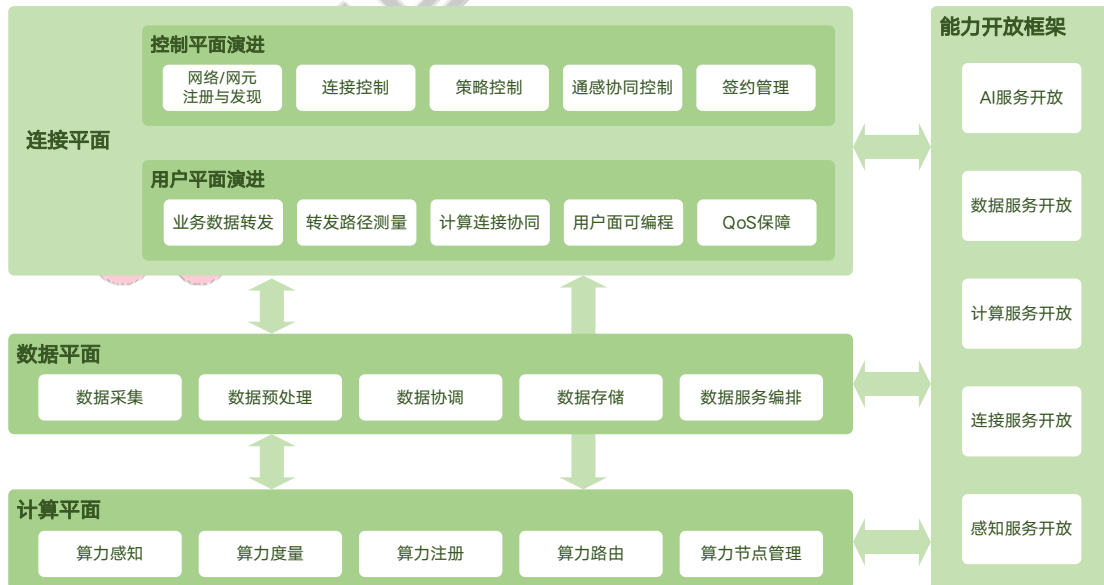 连接平面
控制平面演进
网络/网元
注册与发现
连接控制
策略控制
通感协同控制
签约管理
用户平面演进
业务数据转发
转发路径测量
计算连接协同
用户面可编程
QoS保障
数据平面
数据采集
数据预处理
数据协调
数据存储
数据服务编排
计算平面
算力感知
算力度量
算力注册
算力路由
算力节点管理
能力开放框架
AI服务开放
数据服务开放
计算服务开放
连接服务开放
感知服务开放